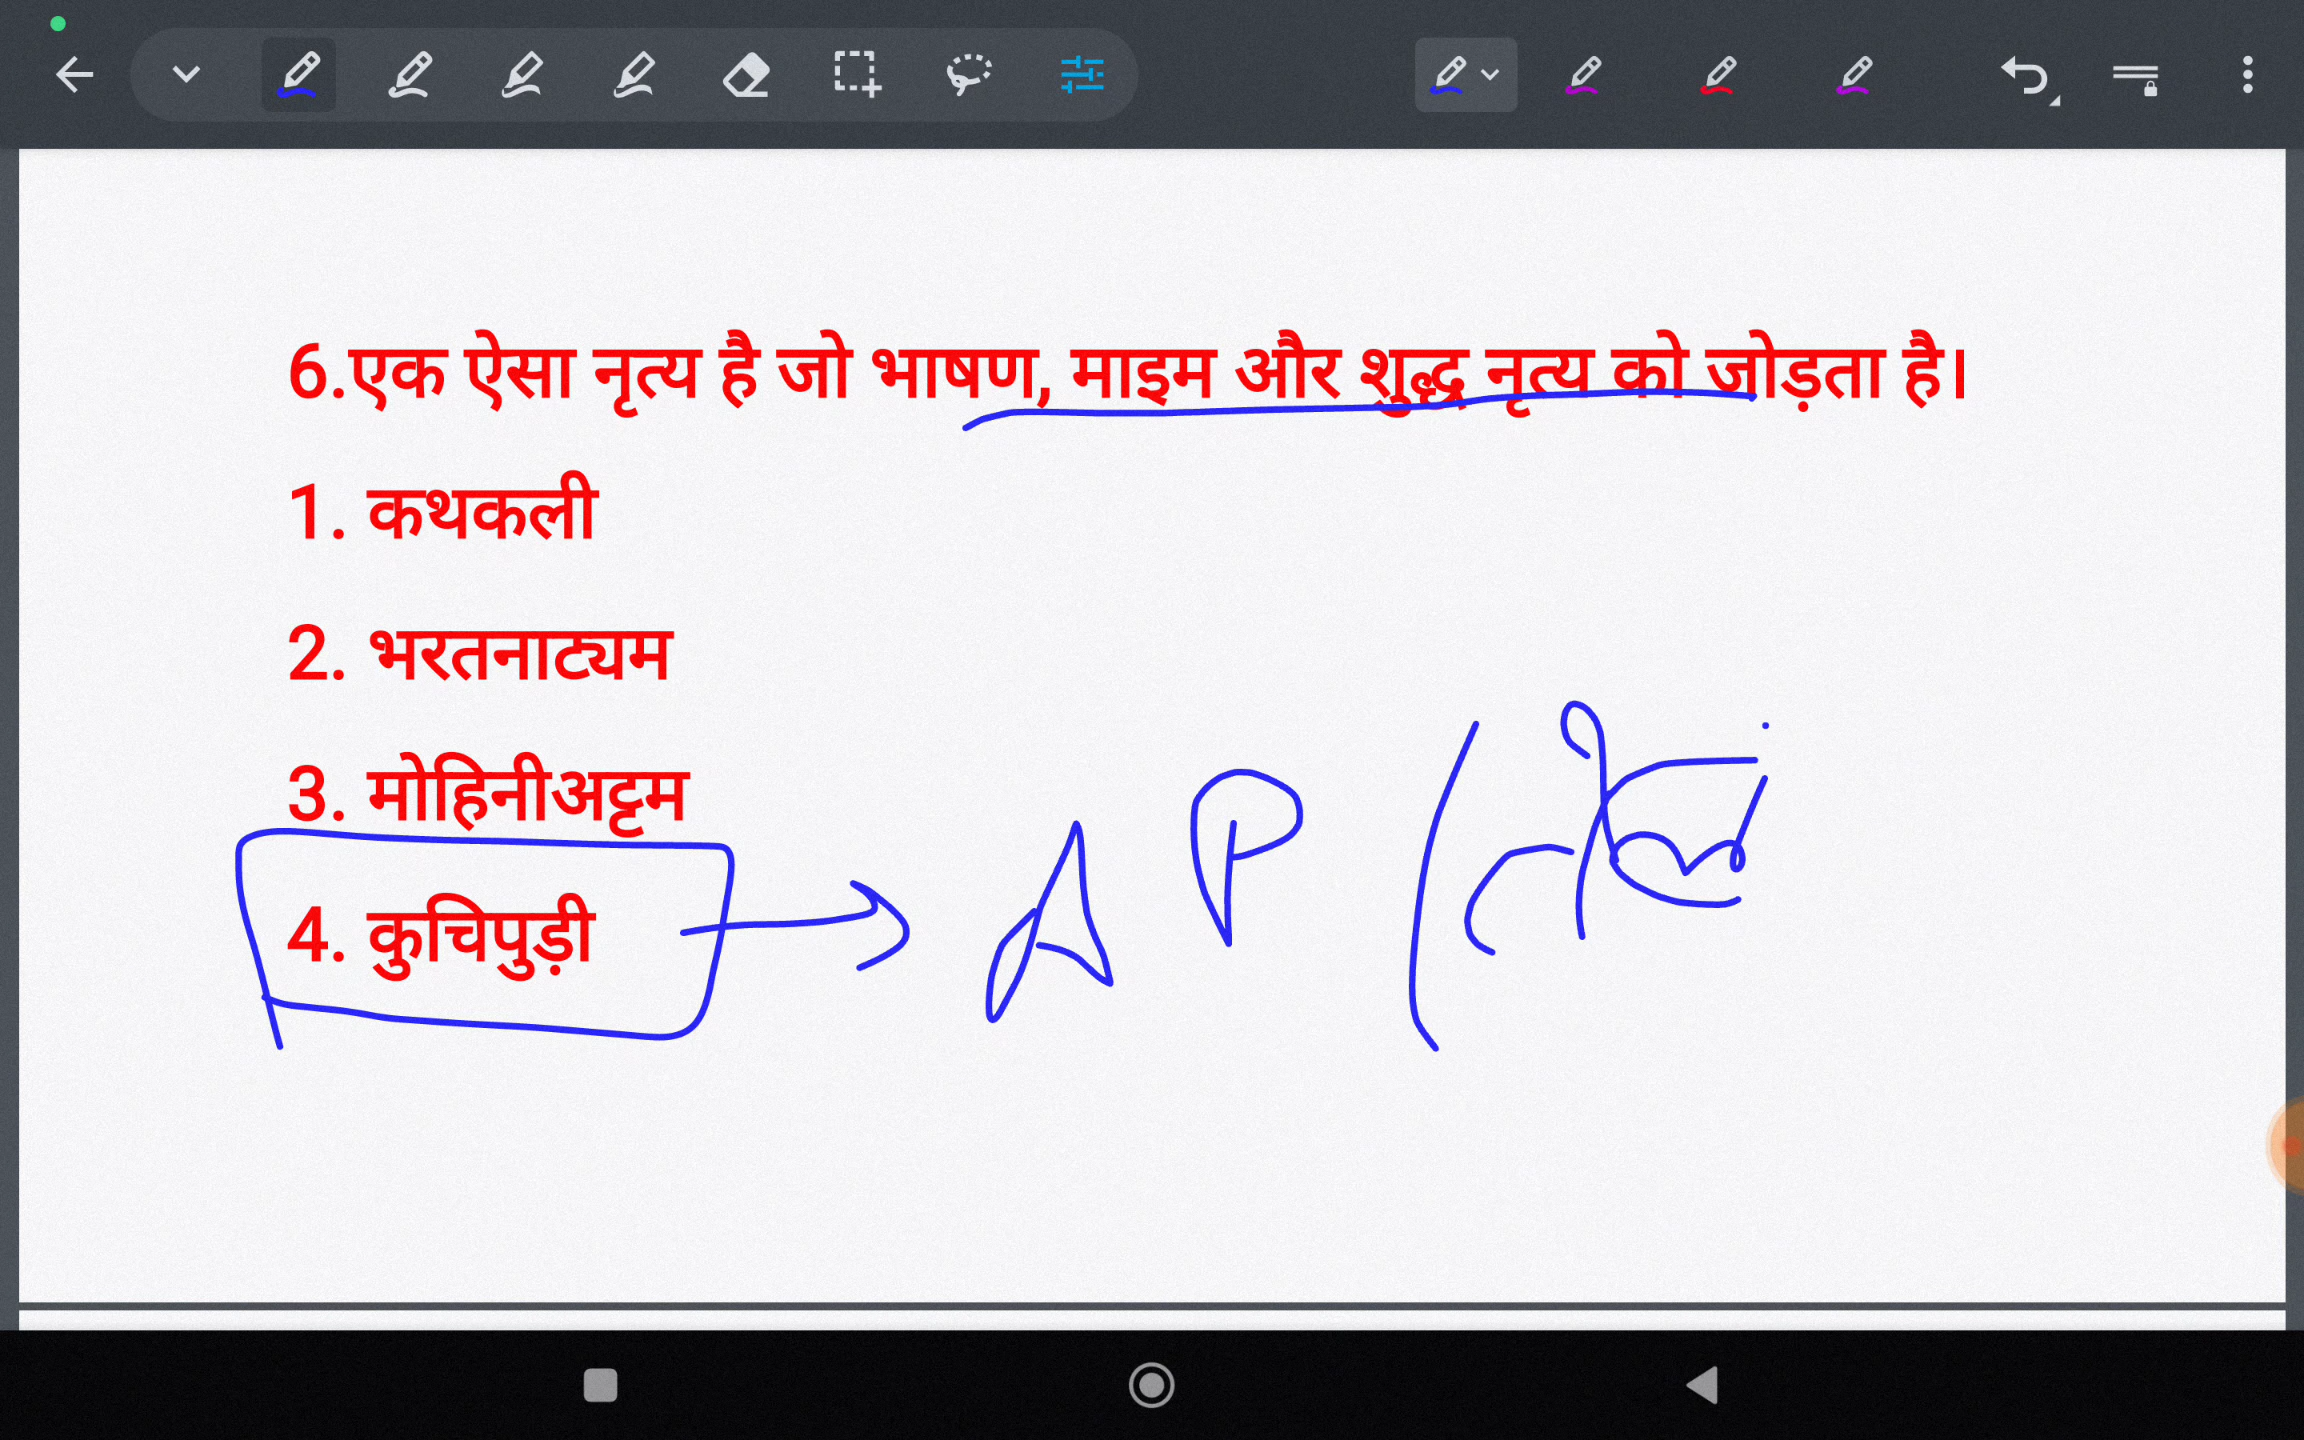 6.एक ऐसा नृत्य है जो भाषण, माइम और शुद्ध नृत्य को जोड़ता है।
1. कथकली
2. भरतनाट्यम
3. मोहिनीअट्टम
4. कुचिपुड़ी
A P